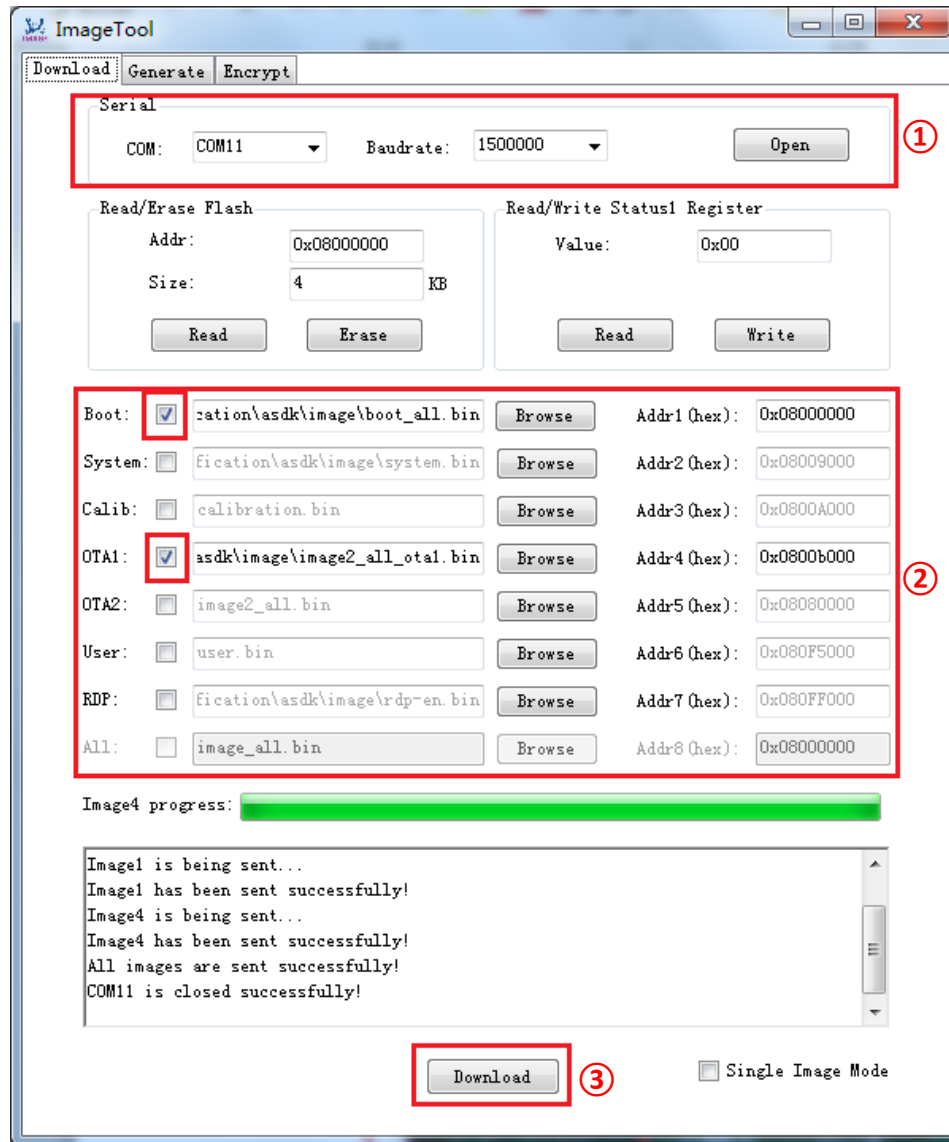 ImageTool
Download Generate Encrypt
Serial
COM: COM11 Baudrate: 1500000 Open ①
Read/Erase Flash Read/Write Status1 Register
Addr: 0x08000000 Value: 0x00
Size: 4 KB
Read Erase Read Write
Boot: cation\asdk\image\boot_all.bin Browse Addr1(hex): 0x08000000
System: fication\asdk\image\system.bin Browse Addr2(hex): 0x08009000
Calib: calibration.bin Browse Addr3(hex): 0x0800A000
OTA1: asdk\image\image2_all_ota1.bin Browse Addr4(hex): 0x0800b000
②
OTA2: image2_all.bin Browse Addr5(hex): 0x08080000
User: user.bin Browse Addr6(hex): 0x080F5000
RDP: fication\asdk\image\rdp-en.bin Browse Addr7(hex): 0x080FF000
All: image_all.bin Browse Addr8(hex): 0x08000000
Image4 progress:
Image1 is being sent...
Image1 has been sent successfully!
Image4 is being sent...
Image4 has been sent successfully!
All images are sent successfully!
COM11 is closed successfully!
Download ③ Single Image Mode